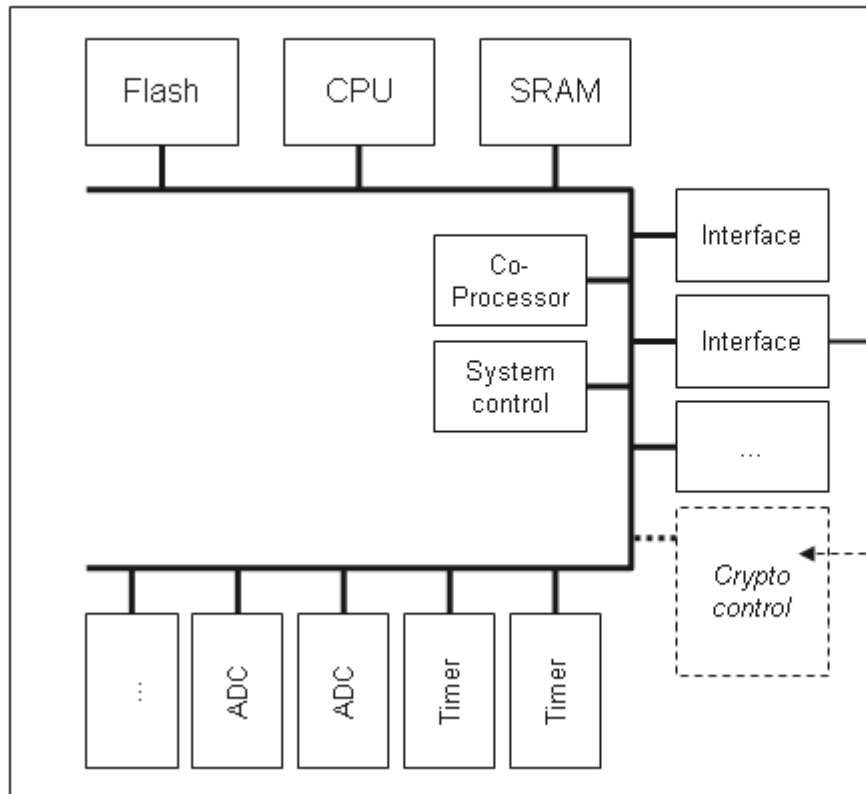 Flash
CPU
SRAM
Interface
Co-
Processor
Interface
System
control
...
Crypto
control
...
ADC
ADC
Timer
Timer